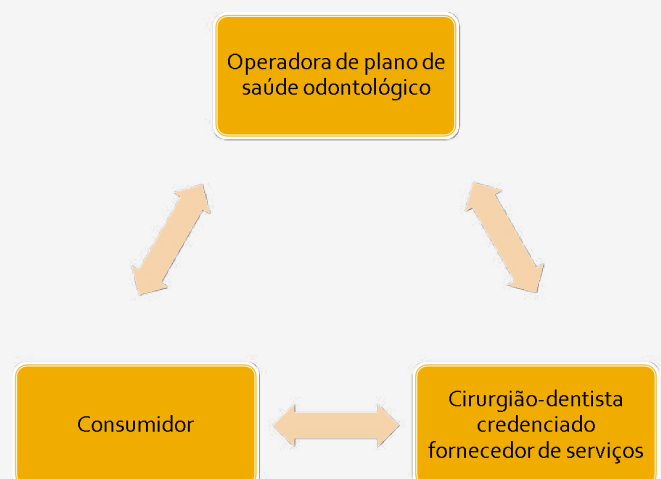 Operadora de plano de
saúde odontológico
Consumidor
Cirurgião-dentista
credenciado
fornecedor de serviços